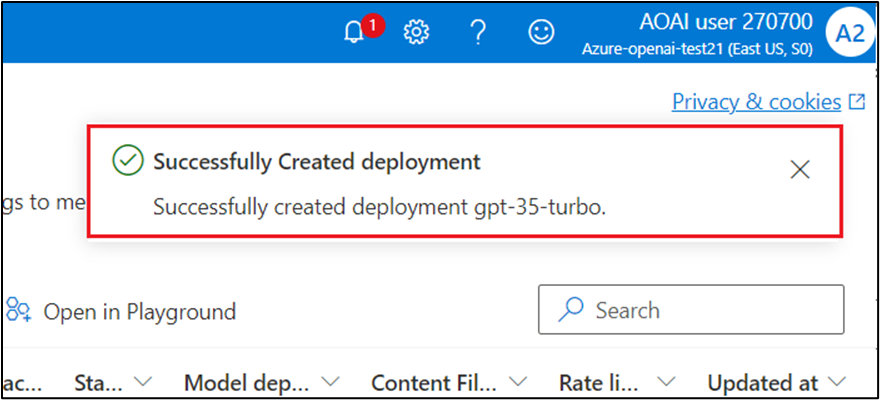 1
AOAI user 270700
Azure-openai-test21 (East US, S0)
A2
Privacy & cookies
Successfully Created deployment
gs to me
Successfully created deployment gpt-35-turbo.
Open in Playground
Search
ac...
Sta...
Model dep...
Content Fil...
Rate li...
Updated at